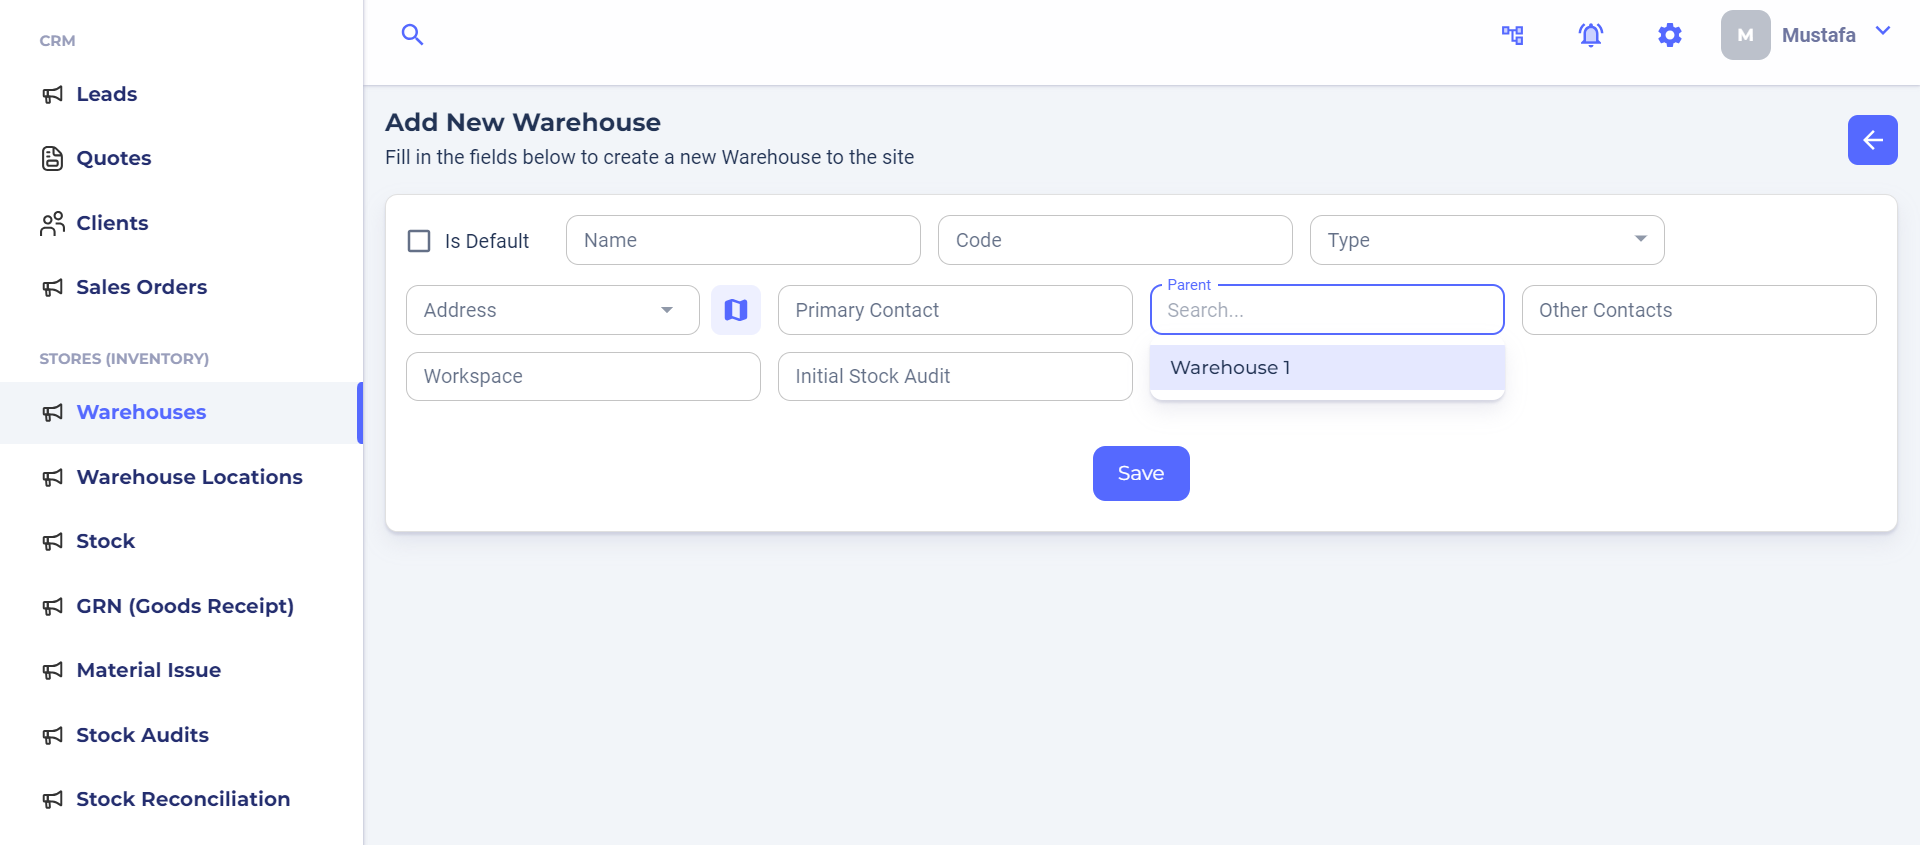 CRM
Leads
Quotes
Clients
Sales Orders
STORES (INVENTORY)
Warehouses
Warehouse Locations
Stock
GRN (Goods Receipt)
Material Issue
Stock Audits
Stock Reconciliation
M Mustafa
Add New Warehouse
Fill in the fields below to create a new Warehouse to the site
Is Default Name Code Type
Parent
Address Primary Contact Search... Other Contacts
Workspace Initial Stock Audit Warehouse 1
Save